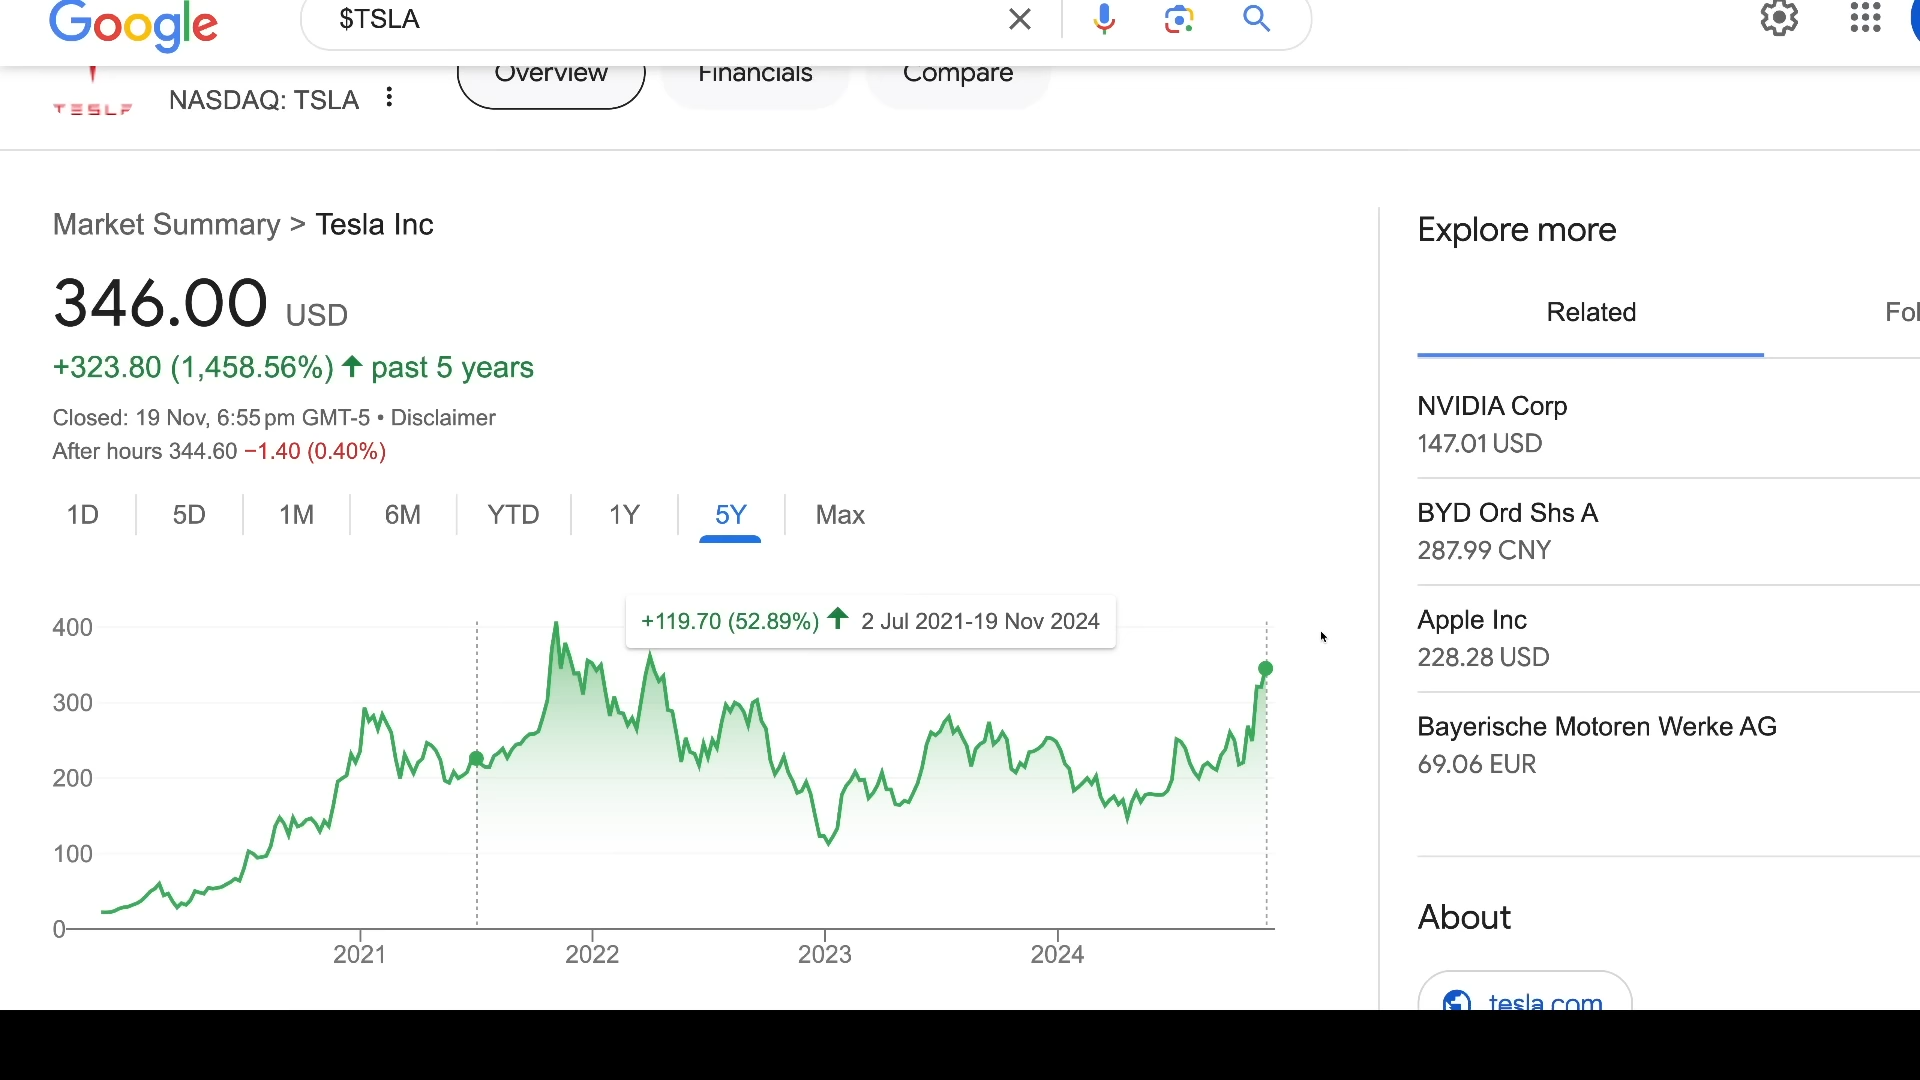 Google
$TSLA
TESLA
NASDAQ: TSLA
Overview
Financials
Compare
Market Summary > Tesla Inc
346.00 USD
+323.80 (1,458.56%) ↑ past 5 years
Closed: 19 Nov, 6:55 pm GMT-5 • Disclaimer
After hours 344.60 −1.40 (0.40%)
1D
5D
1M
6M
YTD
1Y
5Y
Max
+119.70 (52.89%) ↑ 2 Jul 2021-19 Nov 2024
400
300
200
100
0
2021
2022
2023
2024
Explore more
Related
Fol
NVIDIA Corp
147.01 USD
BYD Ord Shs A
287.99 CNY
Apple Inc
228.28 USD
Bayerische Motoren Werke AG
69.06 EUR
About
tesla.com